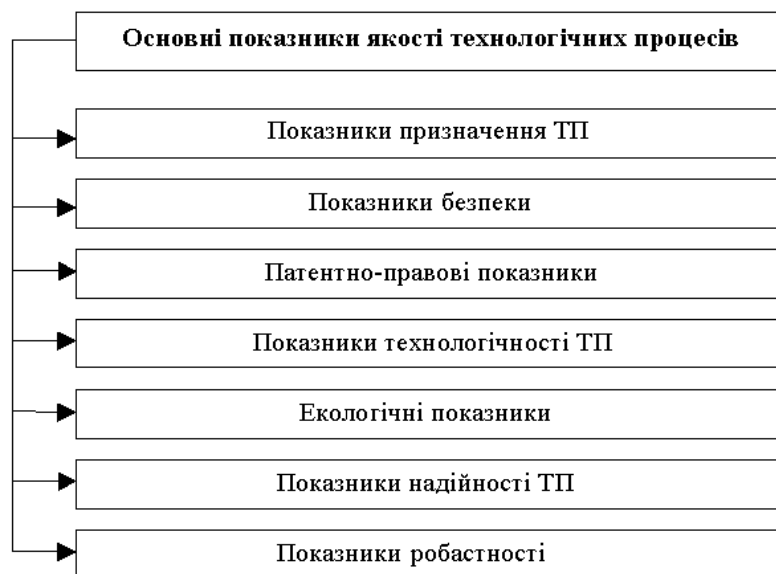 Основні показники якості технологічних процесів
Показники призначення ТП
Показники безпеки
Патентно-правові показники
Показники технологічності ТП
Екологічні показники
Показники надійності ТП
Показники робастності